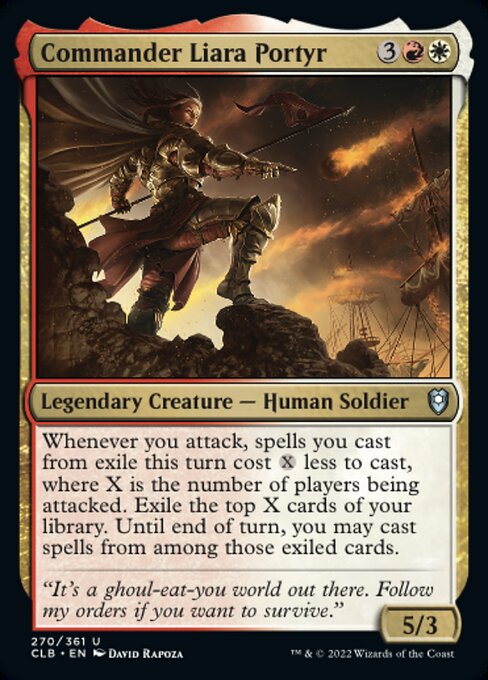 Commander Liara Portyr 3
Legendary Creature — Human Soldier
Whenever you attack, spells you cast
from exile this turn cost X less to cast,
where X is the number of players being
attacked. Exile the top X cards of your
library. Until end of turn, you may cast
spells from among those exiled cards.
“It’s a ghoul-eat-you world out there. Follow
my orders if you want to survive.”
5/3
270/361 U
CLB • EN DAVID RAPOZA ™ & © 2022 Wizards of the Coast